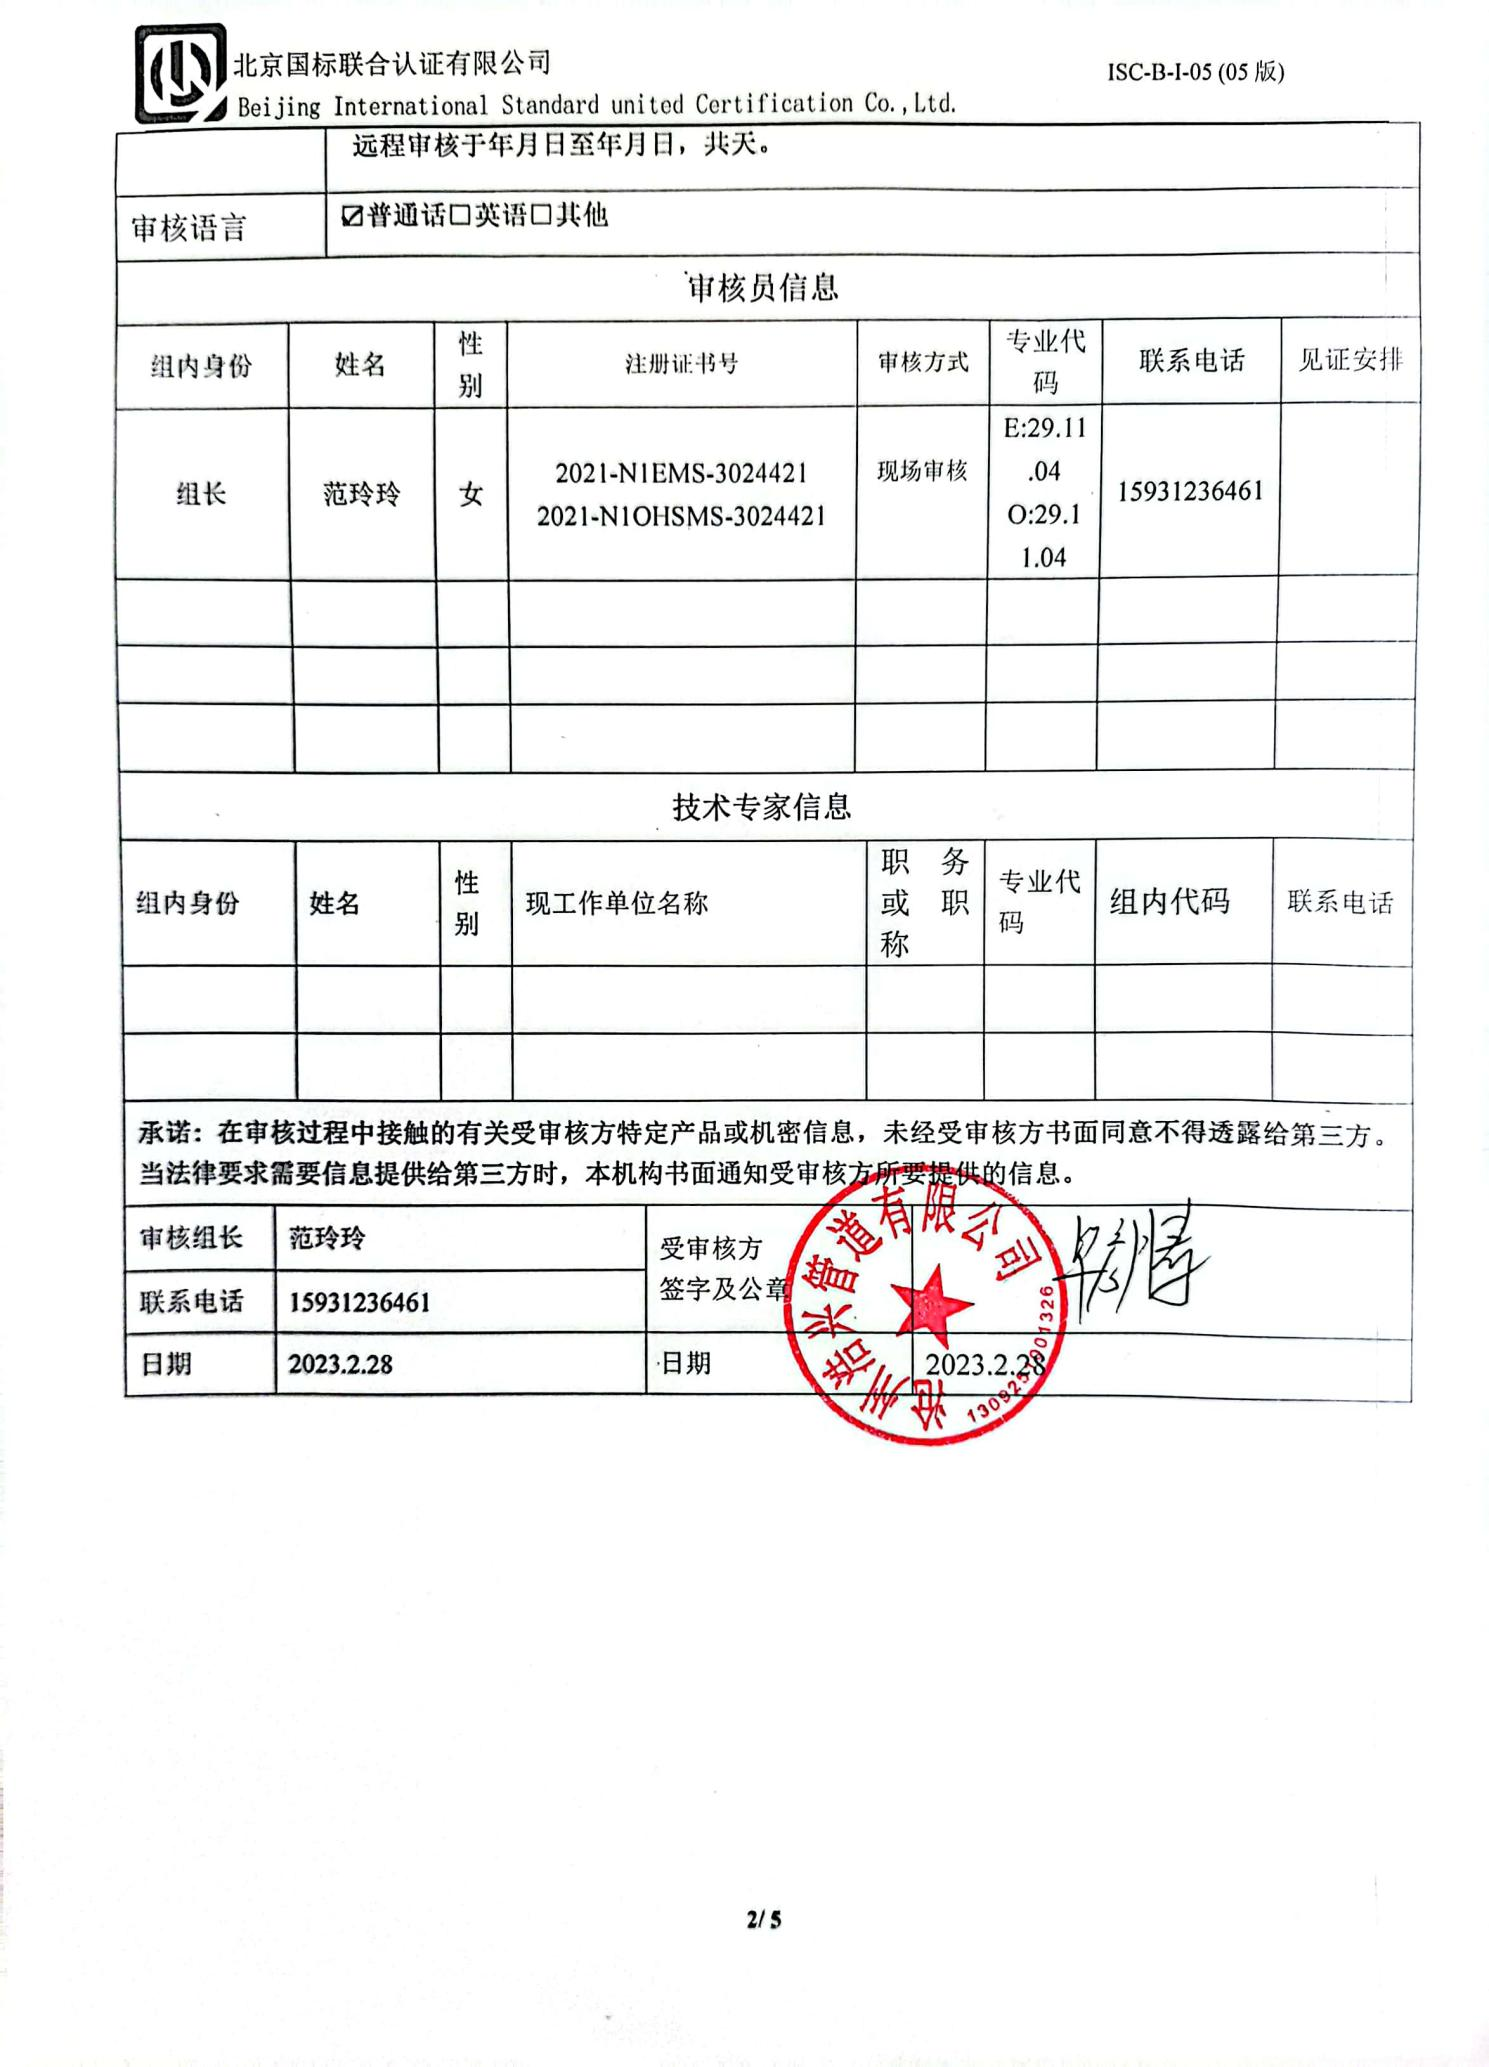 北京国标联合认证有限公司
ISC-B-I-05 (05 版)
Beijing International Standard united Certification Co.,Ltd.
远程审核于年月日至年月日，共天。
审核语言
☑普通话□英语□其他
审核员信息
组内身份 姓名 性别 注册证书号 审核方式 专业代码 联系电话 见证安排
组长 范玲玲 女 2021-N1EMS-3024421 2021-N1OHSMS-3024421 现场审核 E:29.11.04 O:29.11.04 15931236461
技术专家信息
组内身份 姓名 性别 现工作单位名称 职务或职称 专业代码 组内代码 联系电话
承诺：在审核过程中接触的有关受审核方特定产品或机密信息，未经受审核方书面同意不得透露给第三方。
当法律要求需要信息提供给第三方时，本机构书面通知受审核方所要提供的信息。
审核组长 范玲玲
受审核方
签字及公章
联系电话 15931236461
日期 2023.2.28
日期 2023.2.28
沧州浩兴管道有限公司
1309251001326
2/5